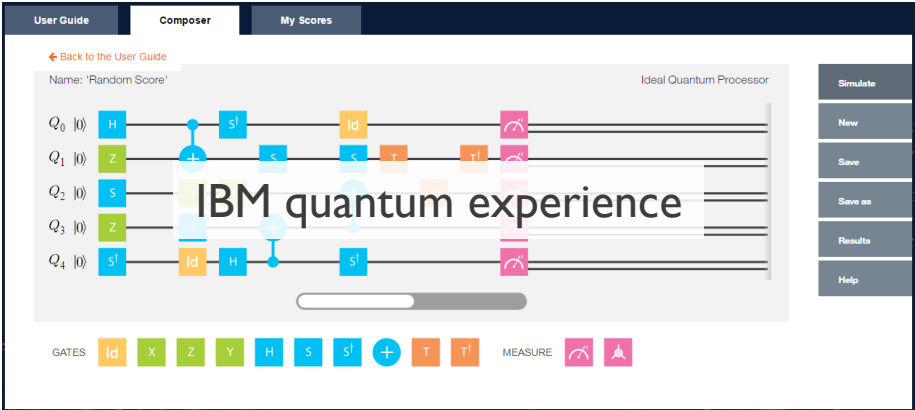 User Guide Composer My Scores
← Back to the User Guide
Name: 'Random Score' Ideal Quantum Processor
Simulate
New
Save
Save as
Results
Help
Q0 |0⟩ H S† Id
Q1 |0⟩ Z + S S T T†
Q2 |0⟩ S
IBM quantum experience
Q3 |0⟩ Z S +
Q4 |0⟩ S† Id H S†
GATES Id X Z Y H S S† + T T† MEASURE